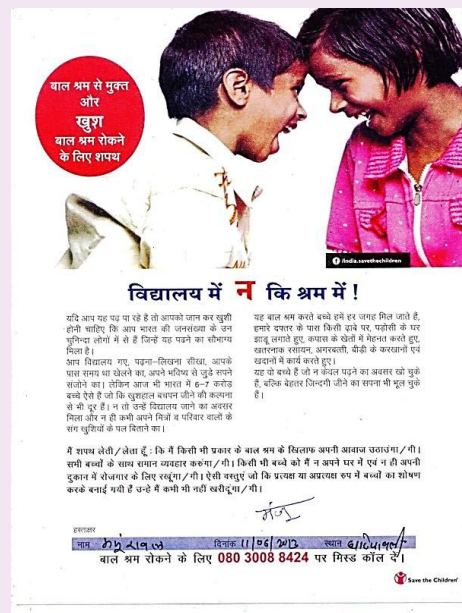 बाल श्रम से मुक्त
और
खुश
बाल श्रम रोकने
के लिए शपथ
/india.savethechildren
विद्यालय में न कि श्रम में !
यदि आप यह पढ़ पा रहे है तो आपको जान कर खुशी
होनी चाहिए कि आप भारत की जनसंख्या के उन
चुनिन्दा लोगों में से हैं जिन्हें यह पढने का सौभाग्य
मिला है।
आप विद्यालय गए, पढ़ना–लिखना सीखा, आपके
पास समय था खेलने का, अपने भविष्य से जुडे सपने
संजोने का। लेकिन आज भी भारत में 6–7 करोड
बच्चे ऐसे हैं जो कि खुशहाल बचपन जीने की कल्पना
से भी दूर हैं। न तो उन्हें विद्यालय जाने का अवसर
मिला और न ही कभी अपने मित्रों व परिवार वालों के
संग खुशियों के पल बिताने का।
यह बाल श्रम करते बच्चे हमें हर जगह मिल जाते हैं,
हमारे दफ्तर के पास किसी ढ़ाबे पर, पड़ोसी के घर
झाडू लगाते हुए, कपास के खेतों में मेहनत करते हुए,
खतरनाक रसायन, अगरबत्ती, बीडी के करखानों एवं
खदानों में कार्य करते हुए।
यह वो बच्चे हैं जो न केवल पढ़ने का अवसर खो चुके
हैं, बल्कि बेहतर जिन्दगी जीने का सपना भी भूल चुके
हैं।
मैं शपथ लेती/लेता हूँ : कि मैं किसी भी प्रकार के बाल श्रम के खिलाफ अपनी आवाज उठाउंगा/गी।
सभी बच्चों के साथ समान व्यवहार करुंगा/गी। किसी भी बच्चे को मैं न अपने घर में एवं न ही अपनी
दुकान में रोजगार के लिए रखूंगा/गी। ऐसी वस्तुएं जो कि प्रत्यक्ष या अप्रत्यक्ष रुप में बच्चों का शोषण
करके बनाई गयी हैं उन्हे मैं कभी भी नहीं खरीदूंगा/गी।
मंजू
हस्ताक्षर
नाम दिनांक 11/06/2013 स्थान
बाल श्रम रोकने के लिए 080 3008 8424 पर मिस्ड कॉल दें।
Save the Children